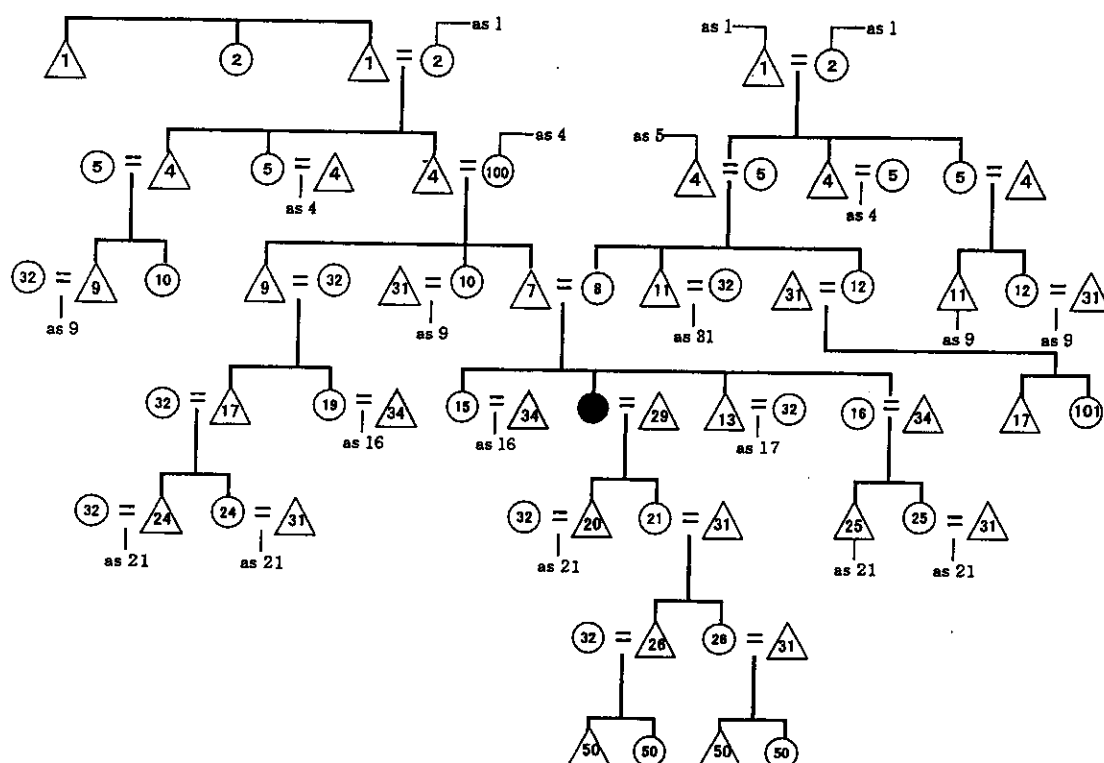 as 1 as 1 as 1
1 2 1 2 1 2
as 4 as 5
5 4 5 4 4 100 4 5 4 5 5 4
as 4 as 4
32 9 10 9 32 31 10 7 8 11 32 31 12 11 12 31
as 9 as 9 as 31 as 9 as 9
32 17 19 34 15 34 29 13 32 16 34 17 101
as 16 as 16 as 17
32 24 24 31 32 20 21 31 25 25 31
as 21 as 21 as 21 as 21 as 21
32 26 26 31
50 50 50 50